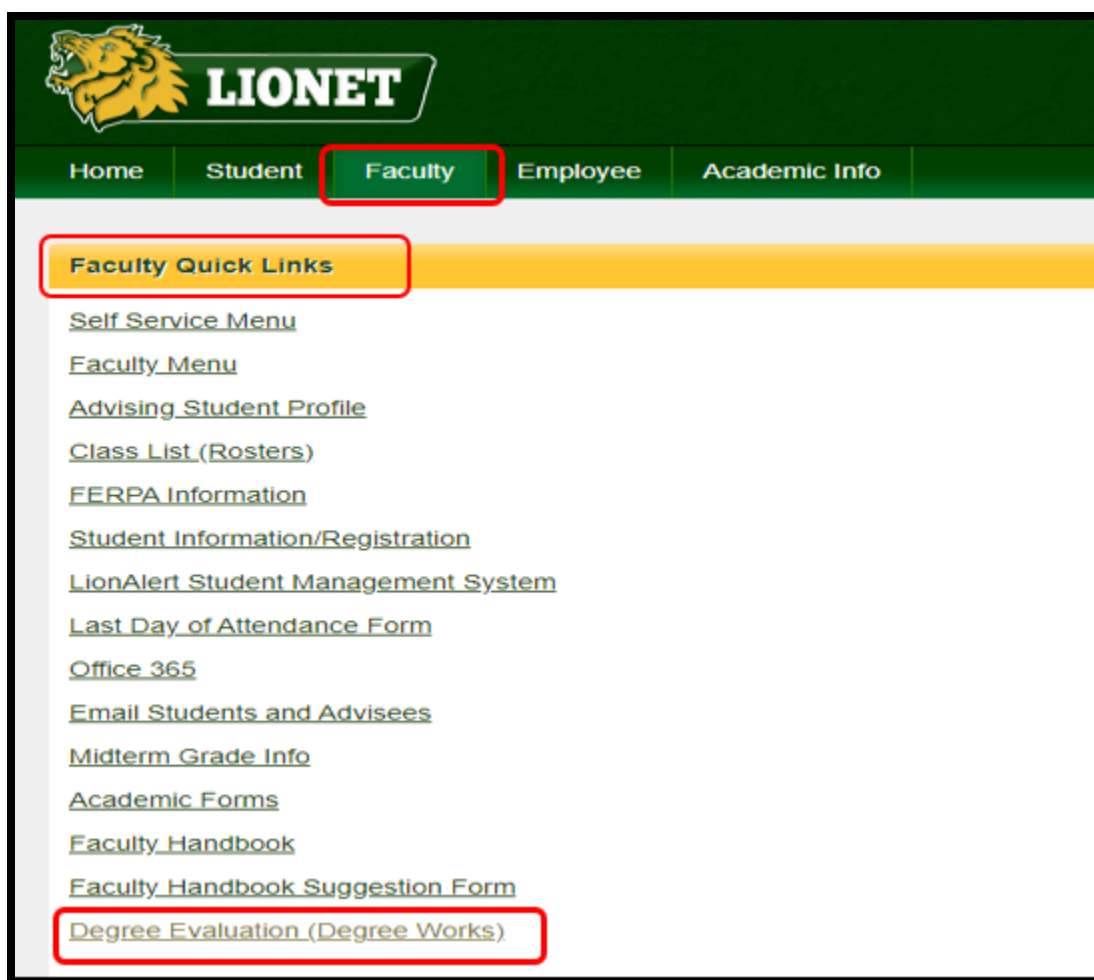 LIONET
Home Student Faculty Employee Academic Info
Faculty Quick Links
Self Service Menu
Faculty Menu
Advising Student Profile
Class List (Rosters)
FERPA Information
Student Information/Registration
LionAlert Student Management System
Last Day of Attendance Form
Office 365
Email Students and Advisees
Midterm Grade Info
Academic Forms
Faculty Handbook
Faculty Handbook Suggestion Form
Degree Evaluation (Degree Works)